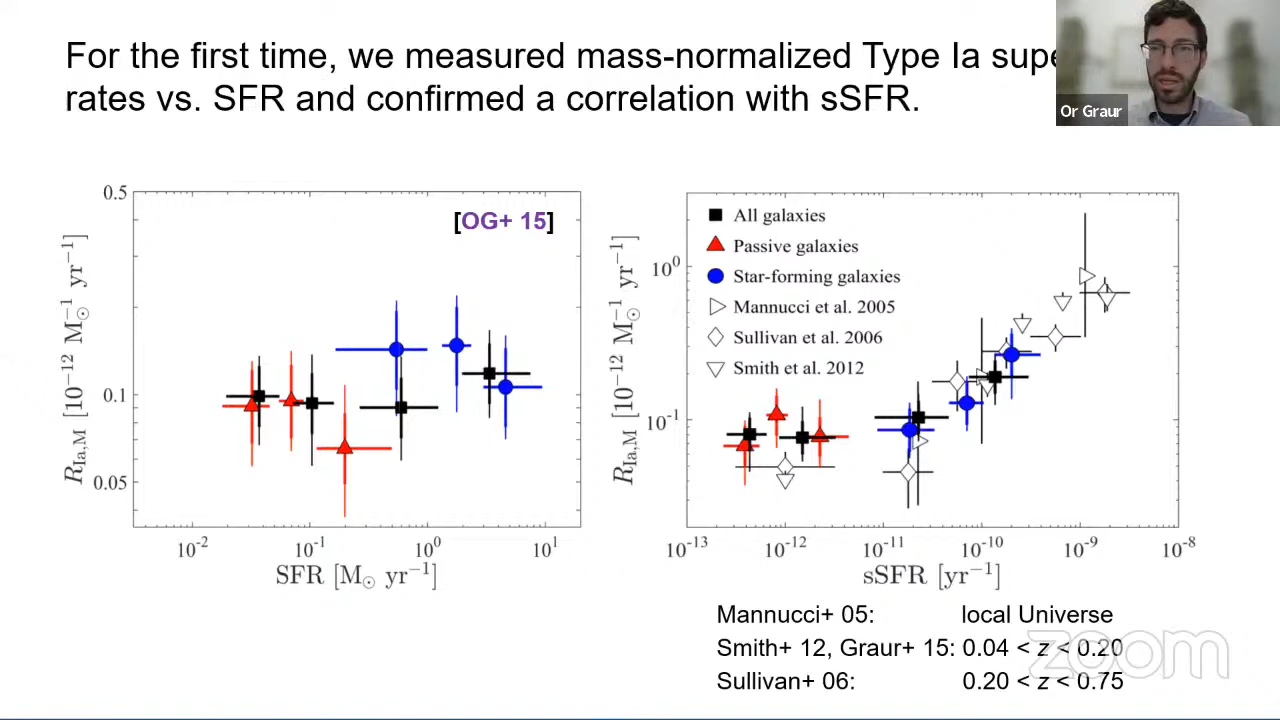 For the first time, we measured mass-normalized Type Ia supe
rates vs. SFR and confirmed a correlation with sSFR.
Or Graur
[OG+ 15]
0.5
0.1
0.05
R_Ia,M [10^-12 M_⊙^-1 yr^-1]
10^-2 10^-1 10^0 10^1
SFR [M_⊙ yr^-1]
All galaxies
Passive galaxies
Star-forming galaxies
Mannucci et al. 2005
Sullivan et al. 2006
Smith et al. 2012
10^0
10^-1
R_Ia,M [10^-12 M_⊙^-1 yr^-1]
10^-13 10^-12 10^-11 10^-10 10^-9 10^-8
sSFR [yr^-1]
Mannucci+ 05: local Universe
Smith+ 12, Graur+ 15: 0.04 < z < 0.20
Sullivan+ 06: 0.20 < z < 0.75
zoom